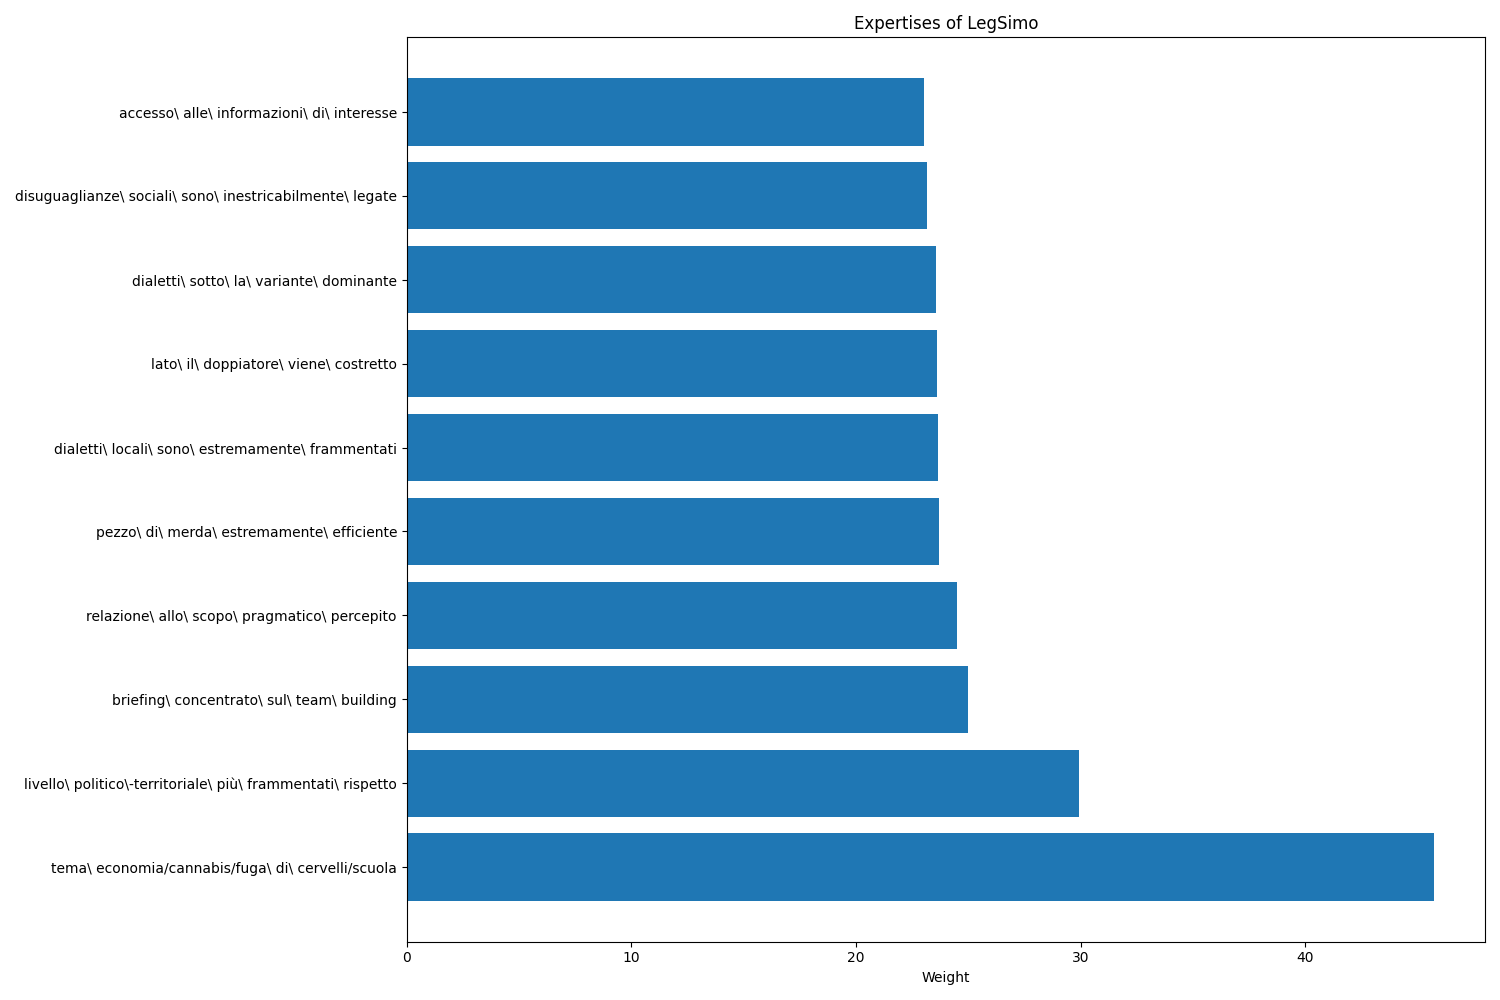 Expertises of LegSimo
accesso\ alle\ informazioni\ di\ interesse
disuguaglianze\ sociali\ sono\ inestricabilmente\ legate
dialetti\ sotto\ la\ variante\ dominante
lato\ il\ doppiatore\ viene\ costretto
dialetti\ locali\ sono\ estremamente\ frammentati
pezzo\ di\ merda\ estremamente\ efficiente
relazione\ allo\ scopo\ pragmatico\ percepito
briefing\ concentrato\ sul\ team\ building
livello\ politico\-territoriale\ più\ frammentati\ rispetto
tema\ economia/cannabis/fuga\ di\ cervelli/scuola
0 10 20 30 40
Weight